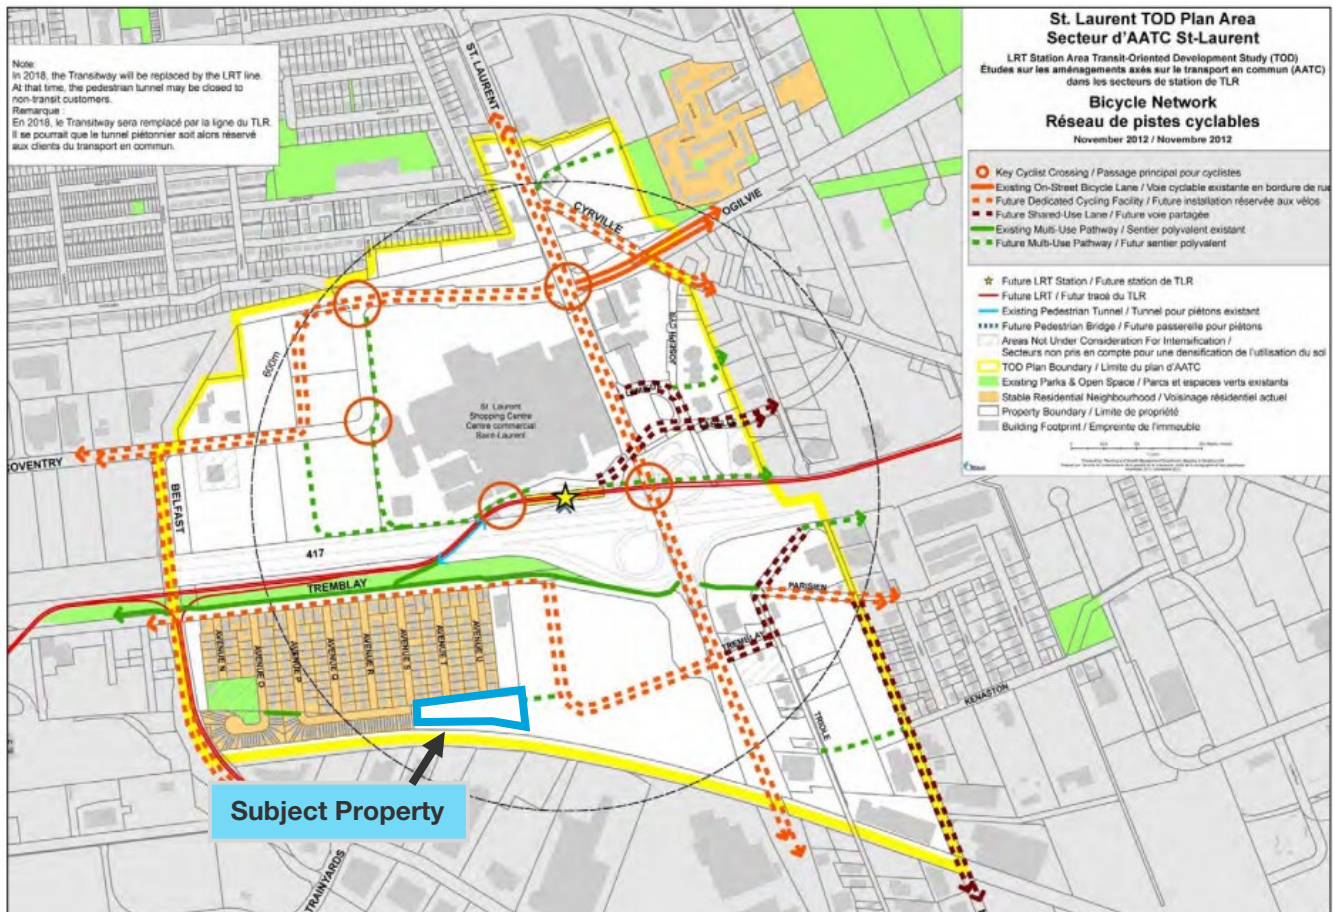 St. Laurent TOD Plan Area
Secteur d'AATC St-Laurent
LRT Station Area Transit-Oriented Development Study (TOD)
Études sur les aménagements axés sur le transport en commun (AATC)
dans les secteurs de station de TLR
Bicycle Network
Réseau de pistes cyclables
November 2012 / Novembre 2012
Key Cyclist Crossing / Passage principal pour cyclistes
Existing On-Street Bicycle Lane / Voie cyclable existante en bordure de rue
Future Dedicated Cycling Facility / Future installation réservée aux vélos
Future Shared-Use Lane / Future voie partagée
Existing Multi-Use Pathway / Sentier polyvalent existant
Future Multi-Use Pathway / Futur sentier polyvalent
Future LRT Station / Future station de TLR
Future LRT / Futur tracé du TLR
Existing Pedestrian Tunnel / Tunnel pour piétons existant
Future Pedestrian Bridge / Future passerelle pour piétons
Areas Not Under Consideration For Intensification /
Secteurs non pris en compte pour une densification de l'utilisation du sol
TOD Plan Boundary / Limite du plan d'AATC
Existing Parks & Open Space / Parcs et espaces verts existants
Stable Residential Neighbourhood / Voisinage résidentiel actuel
Property Boundary / Limite de propriété
Building Footprint / Empreinte de l'immeuble
Note:
In 2018, the Transitway will be replaced by the LRT line.
At that time, the pedestrian tunnel may be closed to
non-transit customers.
Remarque :
En 2018, le Transitway sera remplacé par la ligne du TLR.
Il se pourrait que le tunnel piétonnier soit alors réservé
aux clients du transport en commun.
ST. LAURENT
CYRVILLE
OGILVIE
JOSEPH CYR
600m
St. Laurent
Shopping Centre
Centre commercial
Saint-Laurent
COVENTRY
BELFAST
417
TREMBLAY
PARISIEN
TREMBLAY
AVENUE N
AVENUE O
AVENUE P
AVENUE Q
AVENUE R
AVENUE S
AVENUE T
AVENUE U
KENASTON
TRIOLE
Subject Property
TRAINYARDS